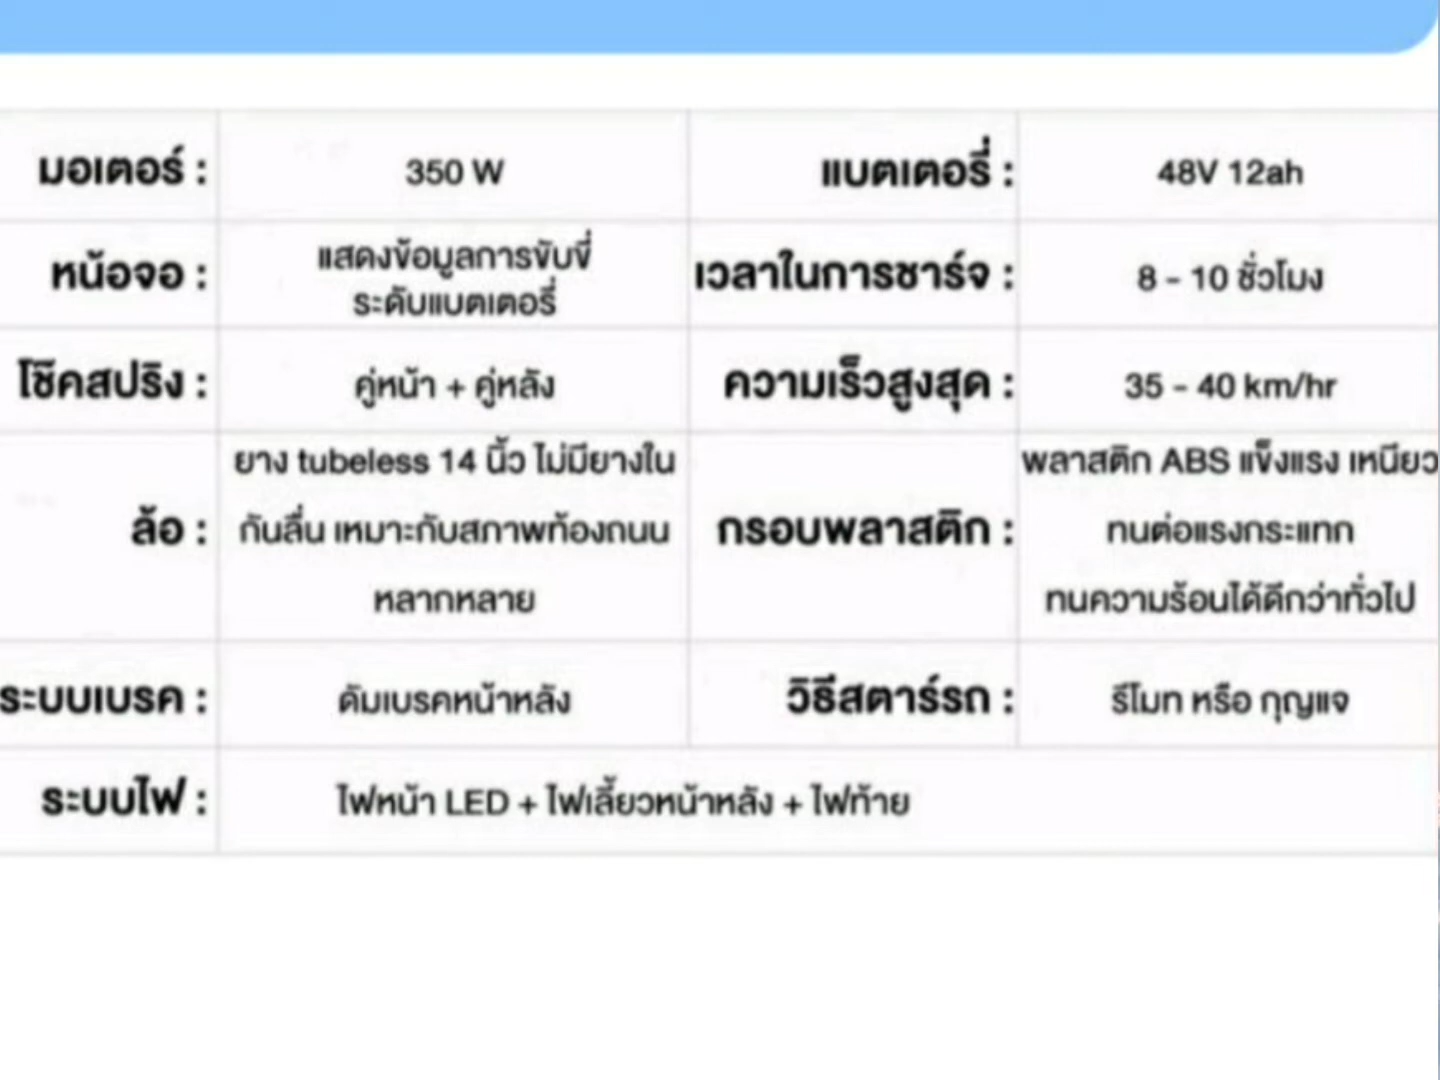 มอเตอร์ : 350 W แบตเตอรี่ : 48V 12ah
หน้อจอ : แสดงข้อมูลการขับขี่
ระดับแบตเตอรี่
เวลาในการชาร์จ : 8 - 10 ชั่วโมง
โช๊คสปริง : คู่หน้า + คู่หลัง ความเร็วสูงสุด : 35 - 40 km/hr
ล้อ : ยาง tubeless 14 นิ้ว ไม่มียางใน
กันลื่น เหมาะกับสภาพท้องถนน
หลากหลาย
กรอบพลาสติก : พลาสติก ABS แข็งแรง เหนียว
ทนต่อแรงกระแทก
ทนความร้อนได้ดีกว่าทั่วไป
ระบบเบรค : ดัมเบรคหน้าหลัง วิธีสตาร์รถ : รีโมท หรือ กุญแจ
ระบบไฟ : ไฟหน้า LED + ไฟเลี้ยวหน้าหลัง + ไฟท้าย